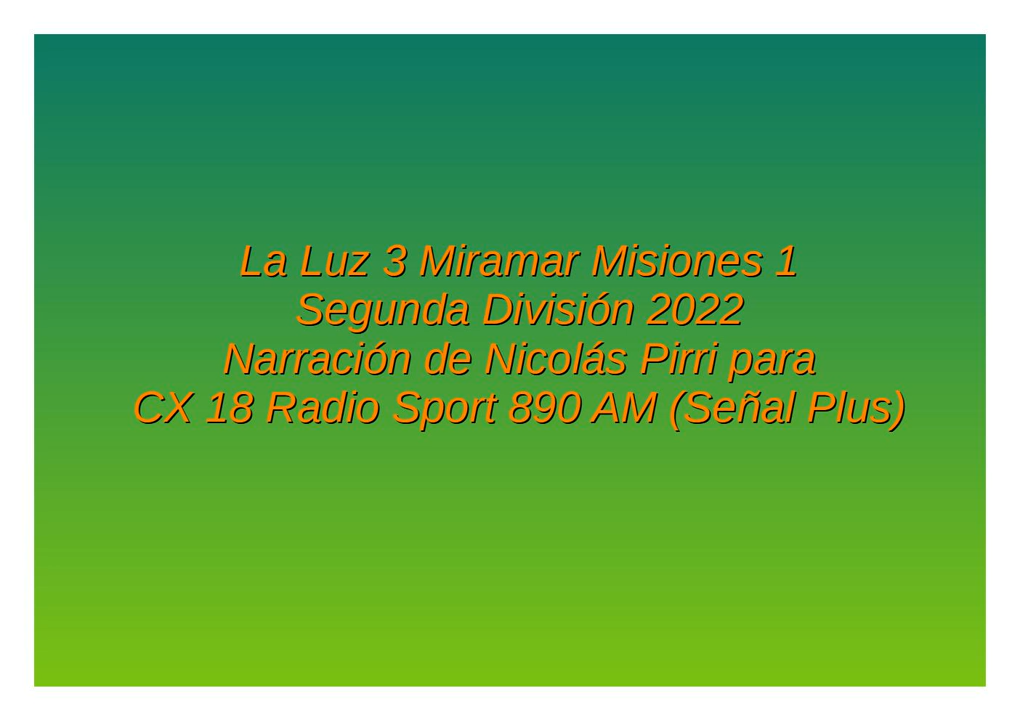 La Luz 3 Miramar Misiones 1
Segunda División 2022
Narración de Nicolás Pirri para
CX 18 Radio Sport 890 AM (Señal Plus)